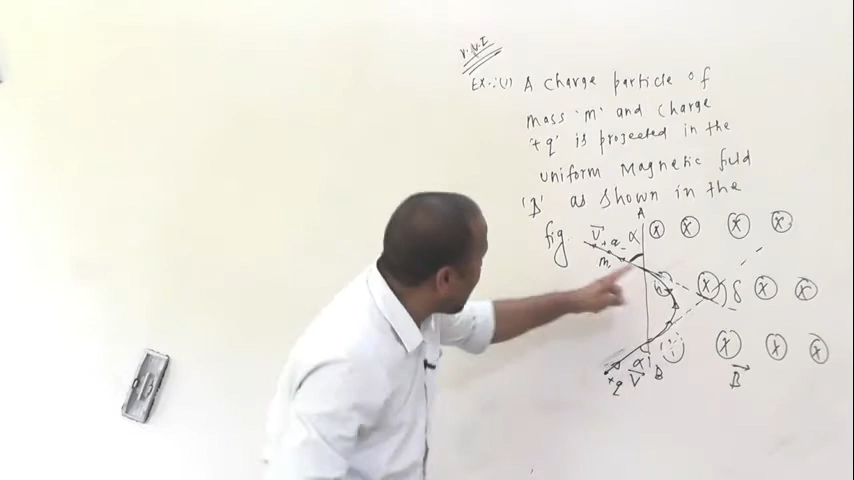 V.V.I
Ex.:(1) A charge particle of
mass 'm' and charge
'+q' is projected in the
uniform Magnetic field
'B' as shown in the
fig.
A
V
α
m
x x x x
x x x
δ
x x x
α
B
+q
V
B